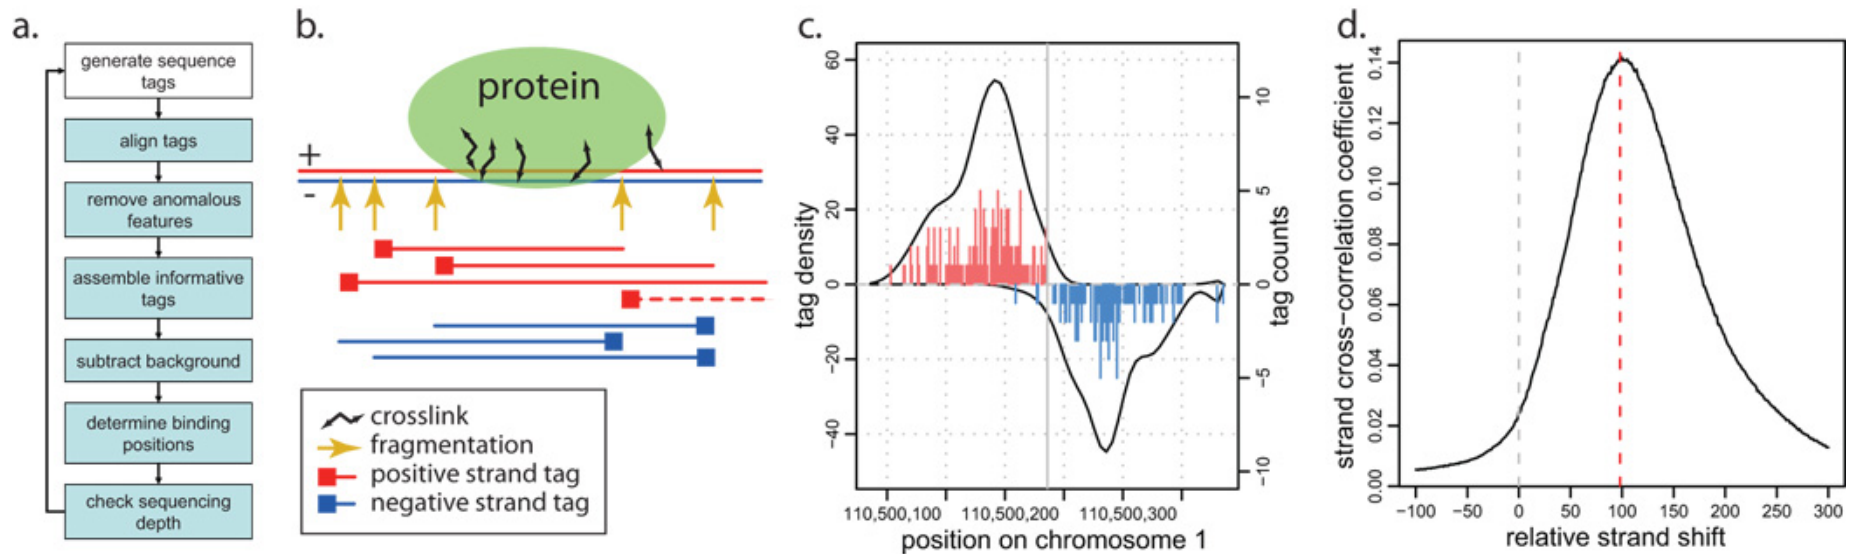 a.
generate sequence
tags
align tags
remove anomalous
features
assemble informative
tags
subtract background
determine binding
positions
check sequencing
depth
b.
protein
+
-
crosslink
fragmentation
positive strand tag
negative strand tag
c.
tag density
60
40
20
0
−20
−40
10
5
0
−5
−10
tag counts
110,500,100
110,500,200
110,500,300
position on chromosome 1
d.
strand cross−correlation coefficient
0.14
0.12
0.10
0.08
0.06
0.04
0.02
0.00
−100 −50 0 50 100 150 200 250 300
relative strand shift